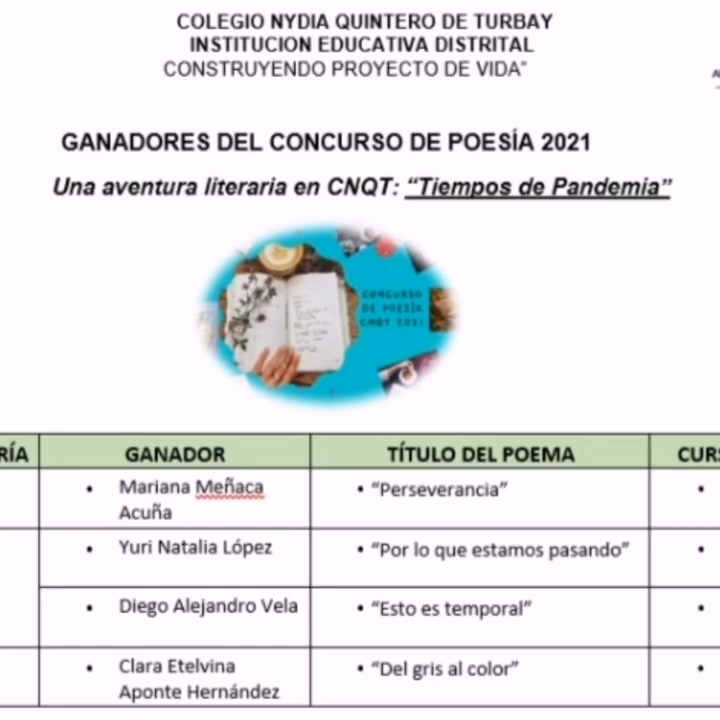 COLEGIO NYDIA QUINTERO DE TURBAY
INSTITUCION EDUCATIVA DISTRITAL
CONSTRUYENDO PROYECTO DE VIDA"
GANADORES DEL CONCURSO DE POESÍA 2021
Una aventura literaria en CNQT: “Tiempos de Pandemia”
CONCURSO
DE POESÍA
CNQT 2021
RÍA GANADOR TÍTULO DEL POEMA CURS
• Mariana Meñaca
Acuña
• “Perseverancia”
• Yuri Natalia López
• “Por lo que estamos pasando”
• Diego Alejandro Vela
• “Esto es temporal”
• Clara Etelvina
Aponte Hernández
• “Del gris al color”